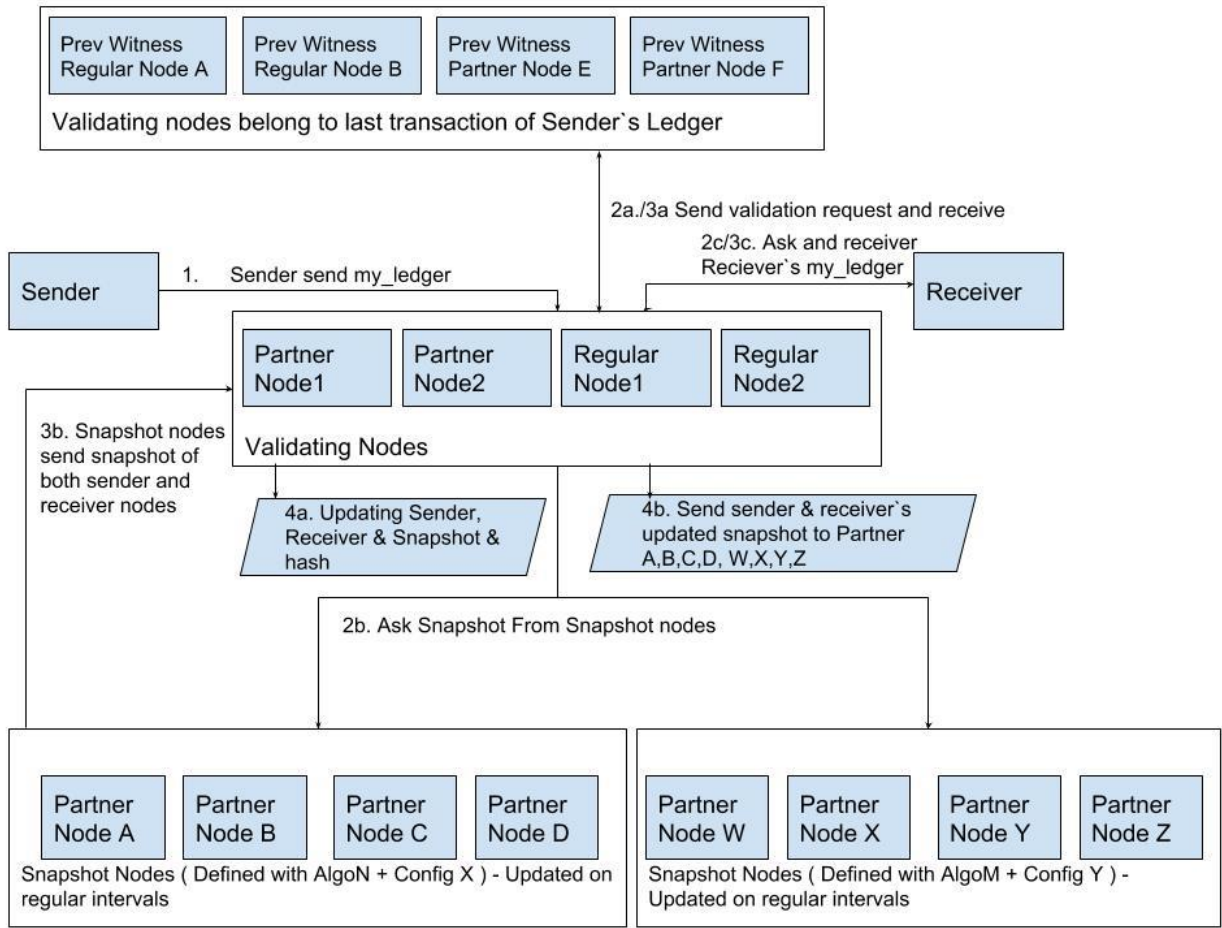 Prev Witness
Regular Node A
Prev Witness
Regular Node B
Prev Witness
Partner Node E
Prev Witness
Partner Node F
Validating nodes belong to last transaction of Sender`s Ledger
2a./3a Send validation request and receive
2c/3c. Ask and receiver
Reciever`s my_ledger
Sender
1. Sender send my_ledger
Receiver
Partner
Node1
Partner
Node2
Regular
Node1
Regular
Node2
Validating Nodes
3b. Snapshot nodes
send snapshot of
both sender and
receiver nodes
4a. Updating Sender,
Receiver & Snapshot &
hash
4b. Send sender & receiver`s
updated snapshot to Partner
A,B,C,D, W,X,Y,Z
2b. Ask Snapshot From Snapshot nodes
Partner
Node A
Partner
Node B
Partner
Node C
Partner
Node D
Snapshot Nodes ( Defined with AlgoN + Config X ) - Updated on
regular intervals
Partner
Node W
Partner
Node X
Partner
Node Y
Partner
Node Z
Snapshot Nodes ( Defined with AlgoM + Config Y ) -
Updated on regular intervals